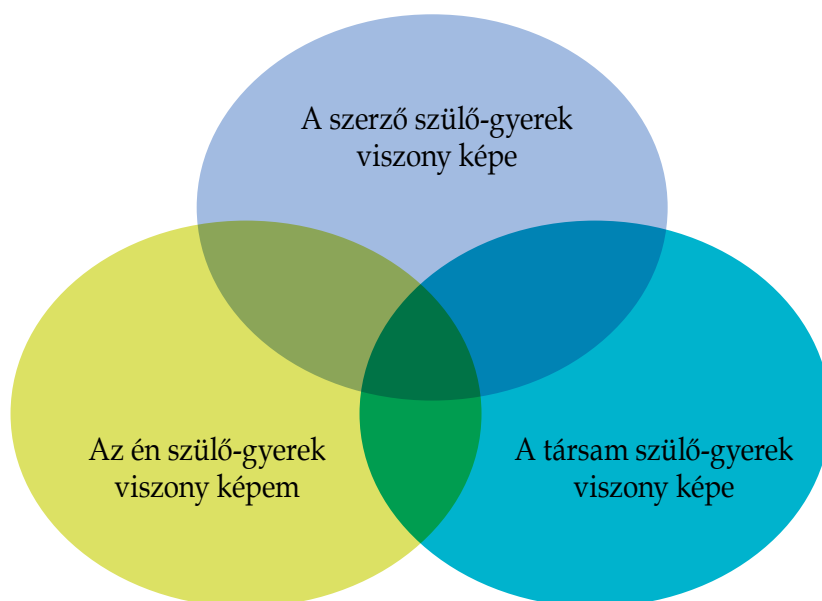 A szerző szülő-gyerek
viszony képe
Az én szülő-gyerek
viszony képem
A társam szülő-gyerek
viszony képe